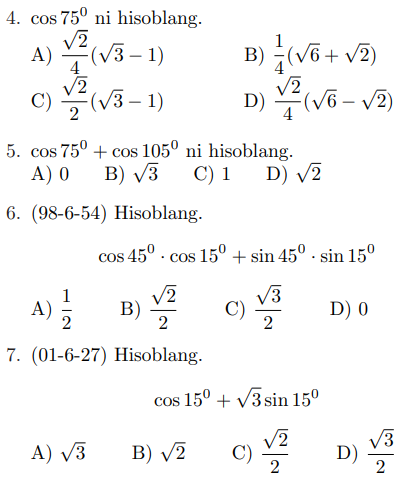 4. cos 75⁰ ni hisoblang.
A) √2/4(√3 − 1) B) 1/4(√6 + √2)
C) √2/2(√3 − 1) D) √2/4(√6 − √2)
5. cos 75⁰ + cos 105⁰ ni hisoblang.
A) 0 B) √3 C) 1 D) √2
6. (98-6-54) Hisoblang.
cos 45⁰ · cos 15⁰ + sin 45⁰ · sin 15⁰
A) 1/2 B) √2/2 C) √3/2 D) 0
7. (01-6-27) Hisoblang.
cos 15⁰ + √3 sin 15⁰
A) √3 B) √2 C) √2/2 D) √3/2